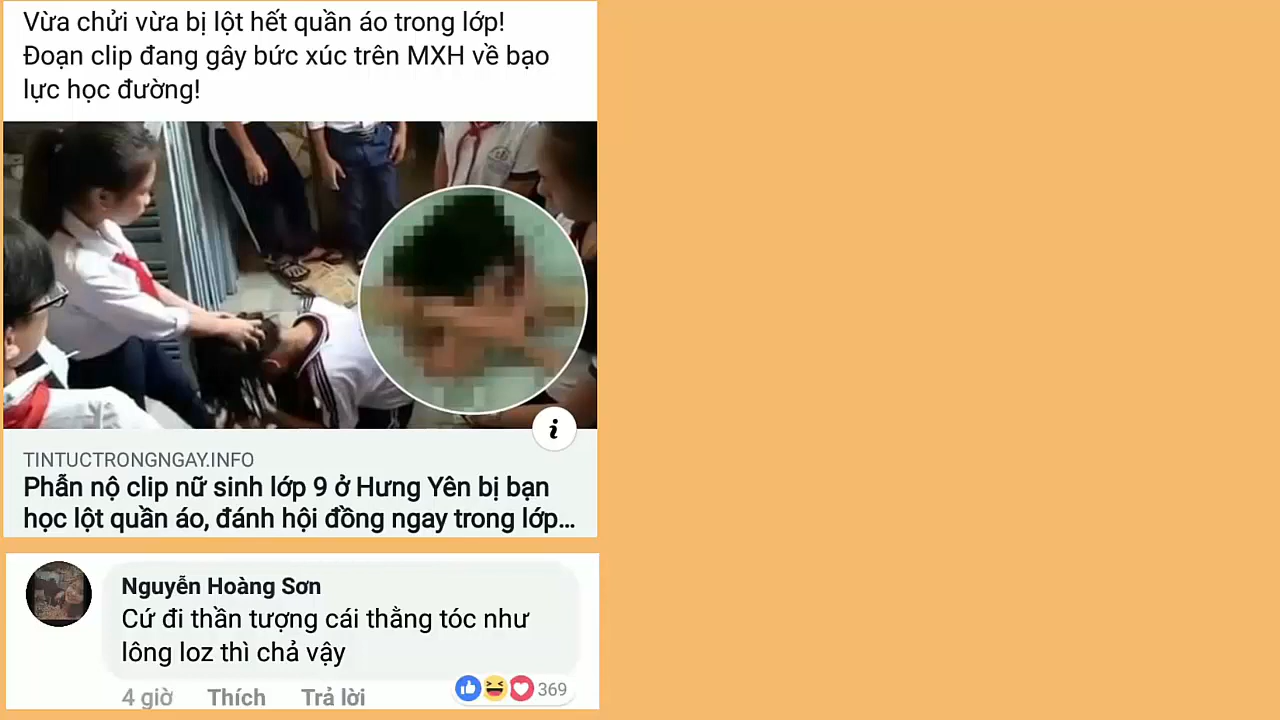 Vừa chửi vừa bị lột hết quần áo trong lớp!
Đoạn clip đang gây bức xúc trên MXH về bạo
lực học đường!
i
TINTUCTRONGNGAY.INFO
Phẫn nộ clip nữ sinh lớp 9 ở Hưng Yên bị bạn
học lột quần áo, đánh hội đồng ngay trong lớp...
Nguyễn Hoàng Sơn
Cứ đi thần tượng cái thằng tóc như
lông loz thì chả vậy
4 giờ Thích Trả lời 369